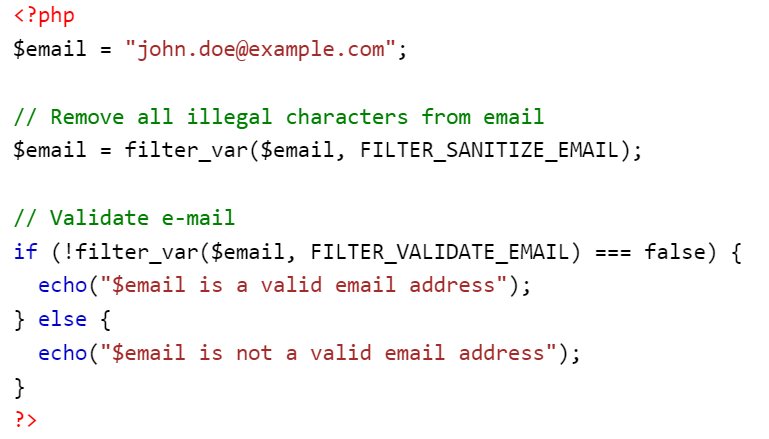 <?php
$email = "john.doe@example.com";

// Remove all illegal characters from email
$email = filter_var($email, FILTER_SANITIZE_EMAIL);

// Validate e-mail
if (!filter_var($email, FILTER_VALIDATE_EMAIL) === false) {
  echo("$email is a valid email address");
} else {
  echo("$email is not a valid email address");
}
?>